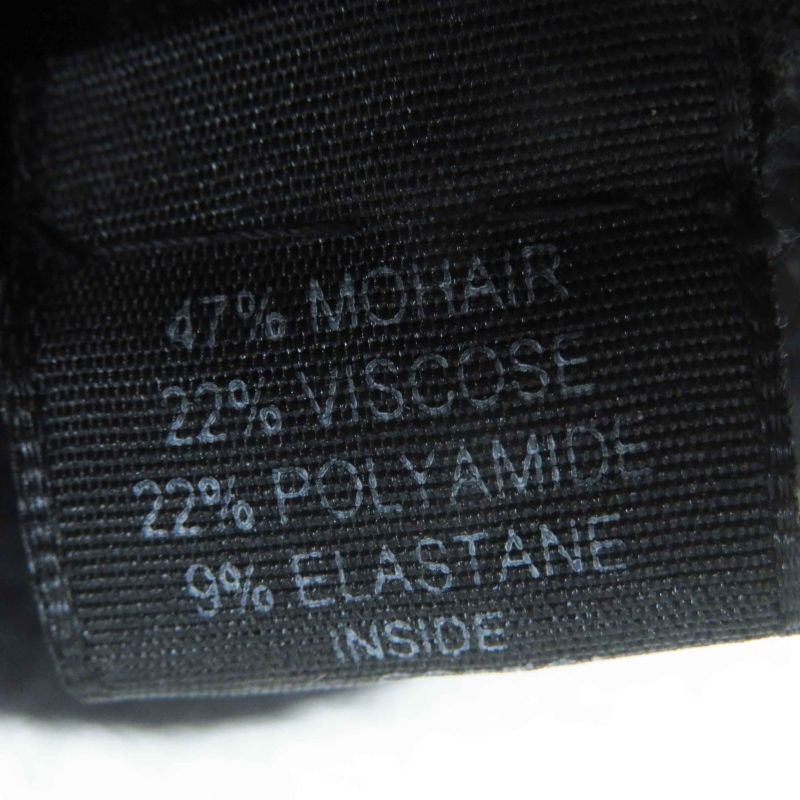 47% MOHAIR
22% VISCOSE
22% POLYAMIDE
9% ELASTANE
INSIDE